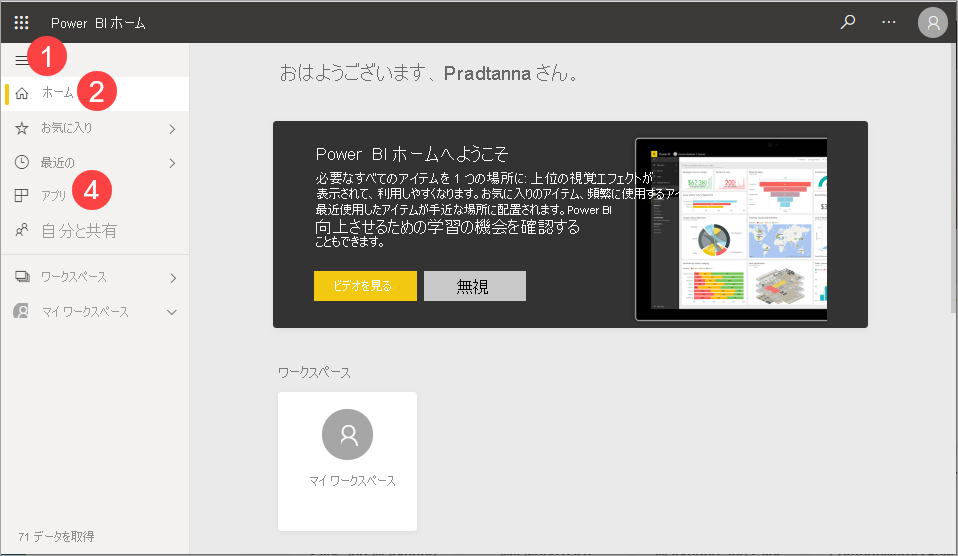 Power BI ホーム
1
ホーム
2
お気に入り
最近の
アプリ
4
自分と共有
ワークスペース
マイ ワークスペース
71 データを取得
おはようございます、Pradtanna さん。
Power BI ホームへようこそ
必要なすべてのアイテムを 1 つの場所に: 上位の視覚エフェクトが
表示されて、利用しやすくなります。お気に入りのアイテム、頻繁に使用するアイ
最近使用したアイテムが手近な場所に配置されます。Power BI
向上させるための学習の機会を確認する
こともできます。
ビデオを見る
無視
ワークスペース
マイ ワークスペース